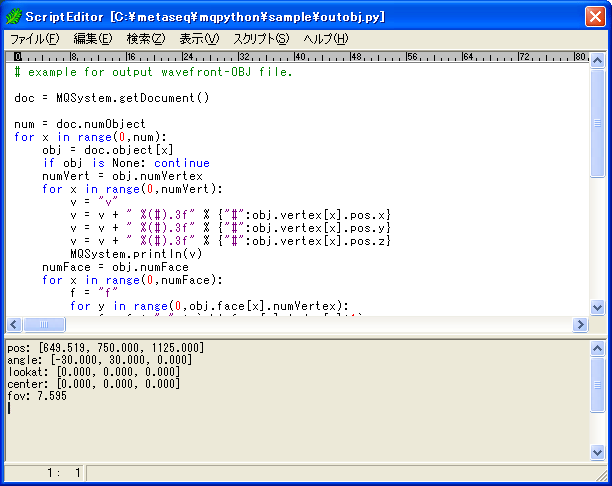 ScriptEditor [C:¥metaseq¥mqpython¥sample¥outobj.py]
ファイル(F) 編集(E) 検索(Z) 表示(V) スクリプト(S) ヘルプ(H)
0 8 16 24 32 40 48 56 64 72 80
# example for output wavefront-OBJ file.
doc = MQSystem.getDocument()
num = doc.numObject
for x in range(0,num):
    obj = doc.object[x]
    if obj is None: continue
    numVert = obj.numVertex
    for x in range(0,numVert):
        v = "v"
        v = v + " %(#).3f" % {"#":obj.vertex[x].pos.x}
        v = v + " %(#).3f" % {"#":obj.vertex[x].pos.y}
        v = v + " %(#).3f" % {"#":obj.vertex[x].pos.z}
        MQSystem.println(v)
    numFace = obj.numFace
    for x in range(0,numFace):
        f = "f"
        for y in range(0,obj.face[x].numVertex):
pos: [649.519, 750.000, 1125.000]
angle: [-30.000, 30.000, 0.000]
lookat: [0.000, 0.000, 0.000]
center: [0.000, 0.000, 0.000]
fov: 7.595
1: 1